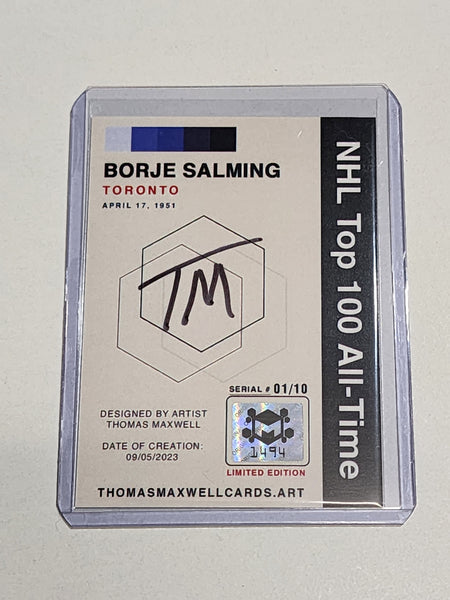 BORJE SALMING
TORONTO
APRIL 17, 1951
NHL Top 100 All-Time
TM
SERIAL # 01/10
DESIGNED BY ARTIST
THOMAS MAXWELL
DATE OF CREATION:
09/05/2023
1494
LIMITED EDITION
THOMASMAXWELLCARDS.ART